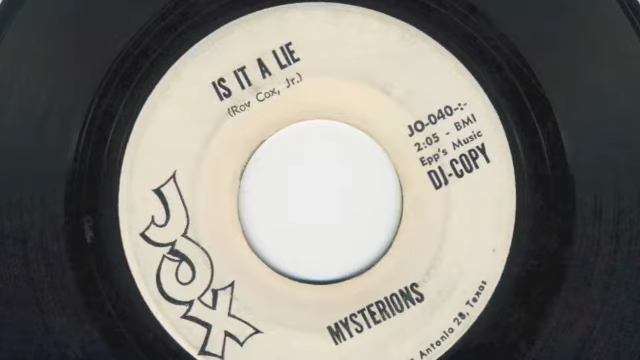 IS IT A LIE
(Roy Cox, Jr.)
JO-040-:-
2:05 - BMI
Epp's Music
DJ-COPY
JOX
MYSTERIONS
Antonio 28, Texas